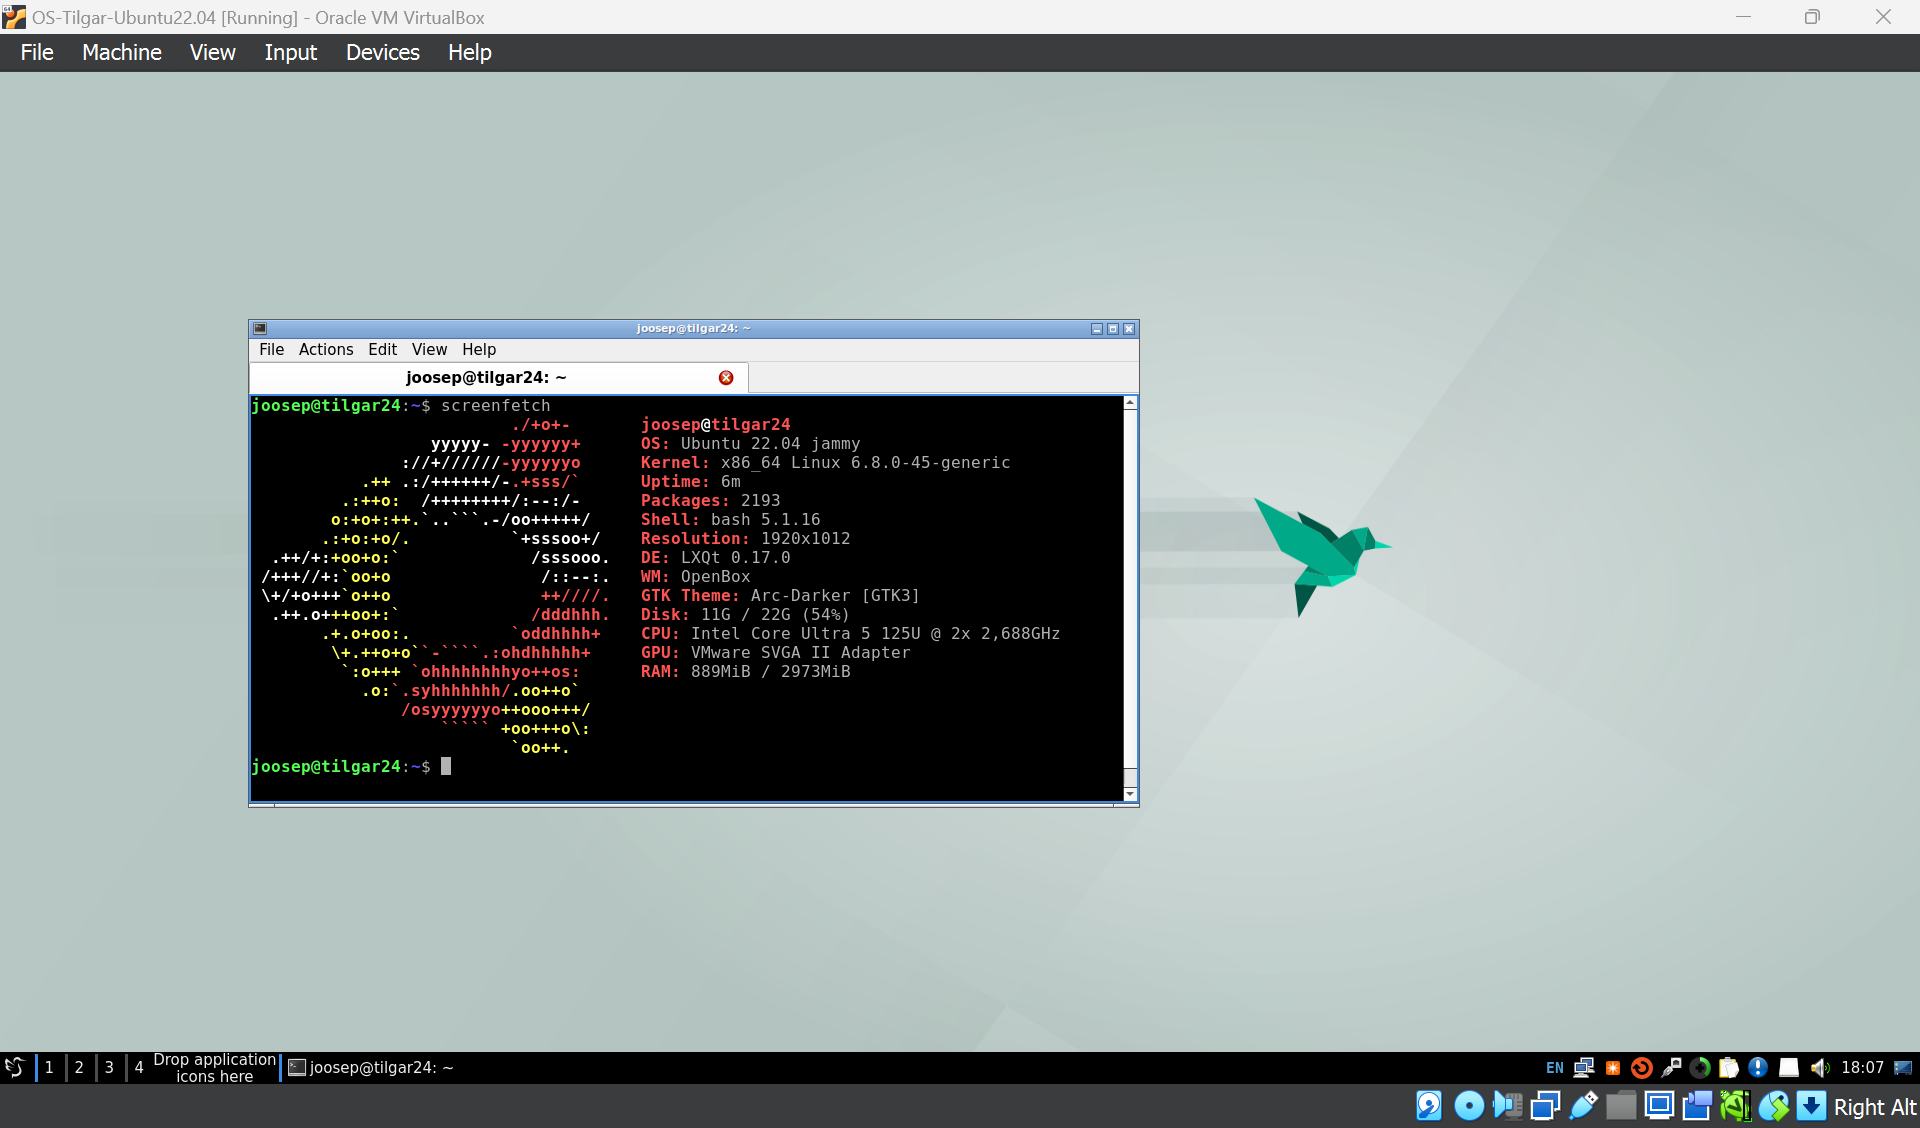 OS-Tilgar-Ubuntu22.04 [Running] - Oracle VM VirtualBox
File Machine View Input Devices Help
joosep@tilgar24: ~
File Actions Edit View Help
joosep@tilgar24: ~
joosep@tilgar24:~$ screenfetch
./+o+- joosep@tilgar24
yyyyy- -yyyyyy+ OS: Ubuntu 22.04 jammy
://+//////-yyyyyyo Kernel: x86_64 Linux 6.8.0-45-generic
.++ .:/++++++/-.+sss/` Uptime: 6m
.:++o: /++++++++/:--:/- Packages: 2193
o:+o+:++.`..```.-/oo+++++/ Shell: bash 5.1.16
.:+o:+o/. `+sssoo+/ Resolution: 1920x1012
.++/+:+oo+o:` /sssooo. DE: LXQt 0.17.0
/+++//+:`oo+o /::--:. WM: OpenBox
\+/+o+++`o++o ++////. GTK Theme: Arc-Darker [GTK3]
.++.o+++oo+:` /dddhhh. Disk: 11G / 22G (54%)
.+.o+oo:. `oddhhhh+ CPU: Intel Core Ultra 5 125U @ 2x 2,688GHz
\+.++o+o``-````.:ohdhhhhh+ GPU: VMware SVGA II Adapter
`:o+++ `ohhhhhhhhyo++os: RAM: 889MiB / 2973MiB
.o:`.syhhhhhhh/.oo++o`
/osyyyyyyo++ooo+++/
````` +oo+++o\:
`oo++.
joosep@tilgar24:~$
1 2 3 4 Drop application icons here joosep@tilgar24: ~ EN 18:07
Right Alt